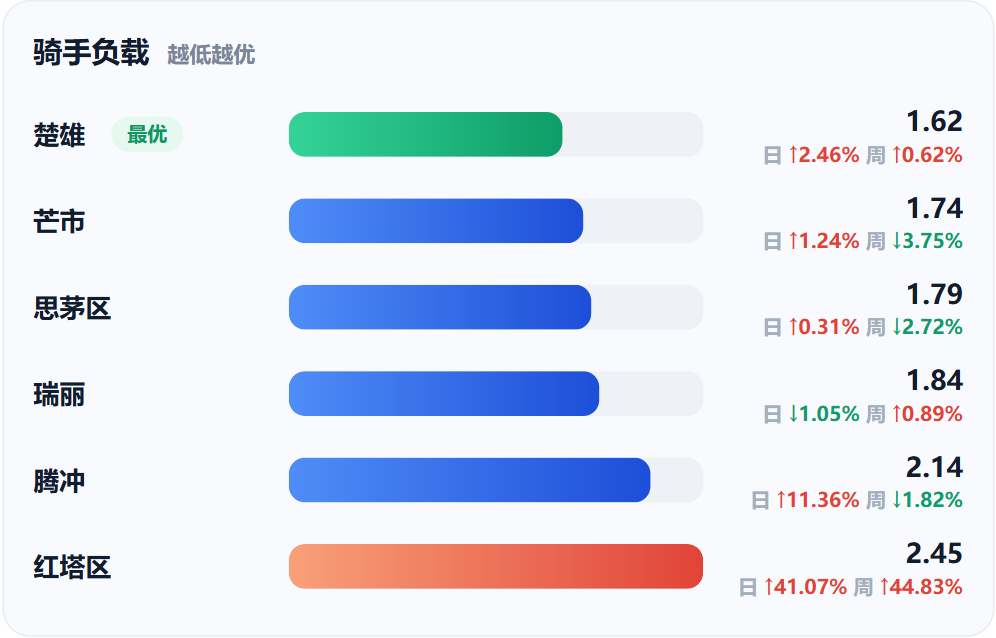 骑手负载 越低越优
楚雄 最优 1.62
日 ↑2.46% 周 ↑0.62%
芒市 1.74
日 ↑1.24% 周 ↓3.75%
思茅区 1.79
日 ↑0.31% 周 ↓2.72%
瑞丽 1.84
日 ↓1.05% 周 ↑0.89%
腾冲 2.14
日 ↑11.36% 周 ↓1.82%
红塔区 2.45
日 ↑41.07% 周 ↑44.83%